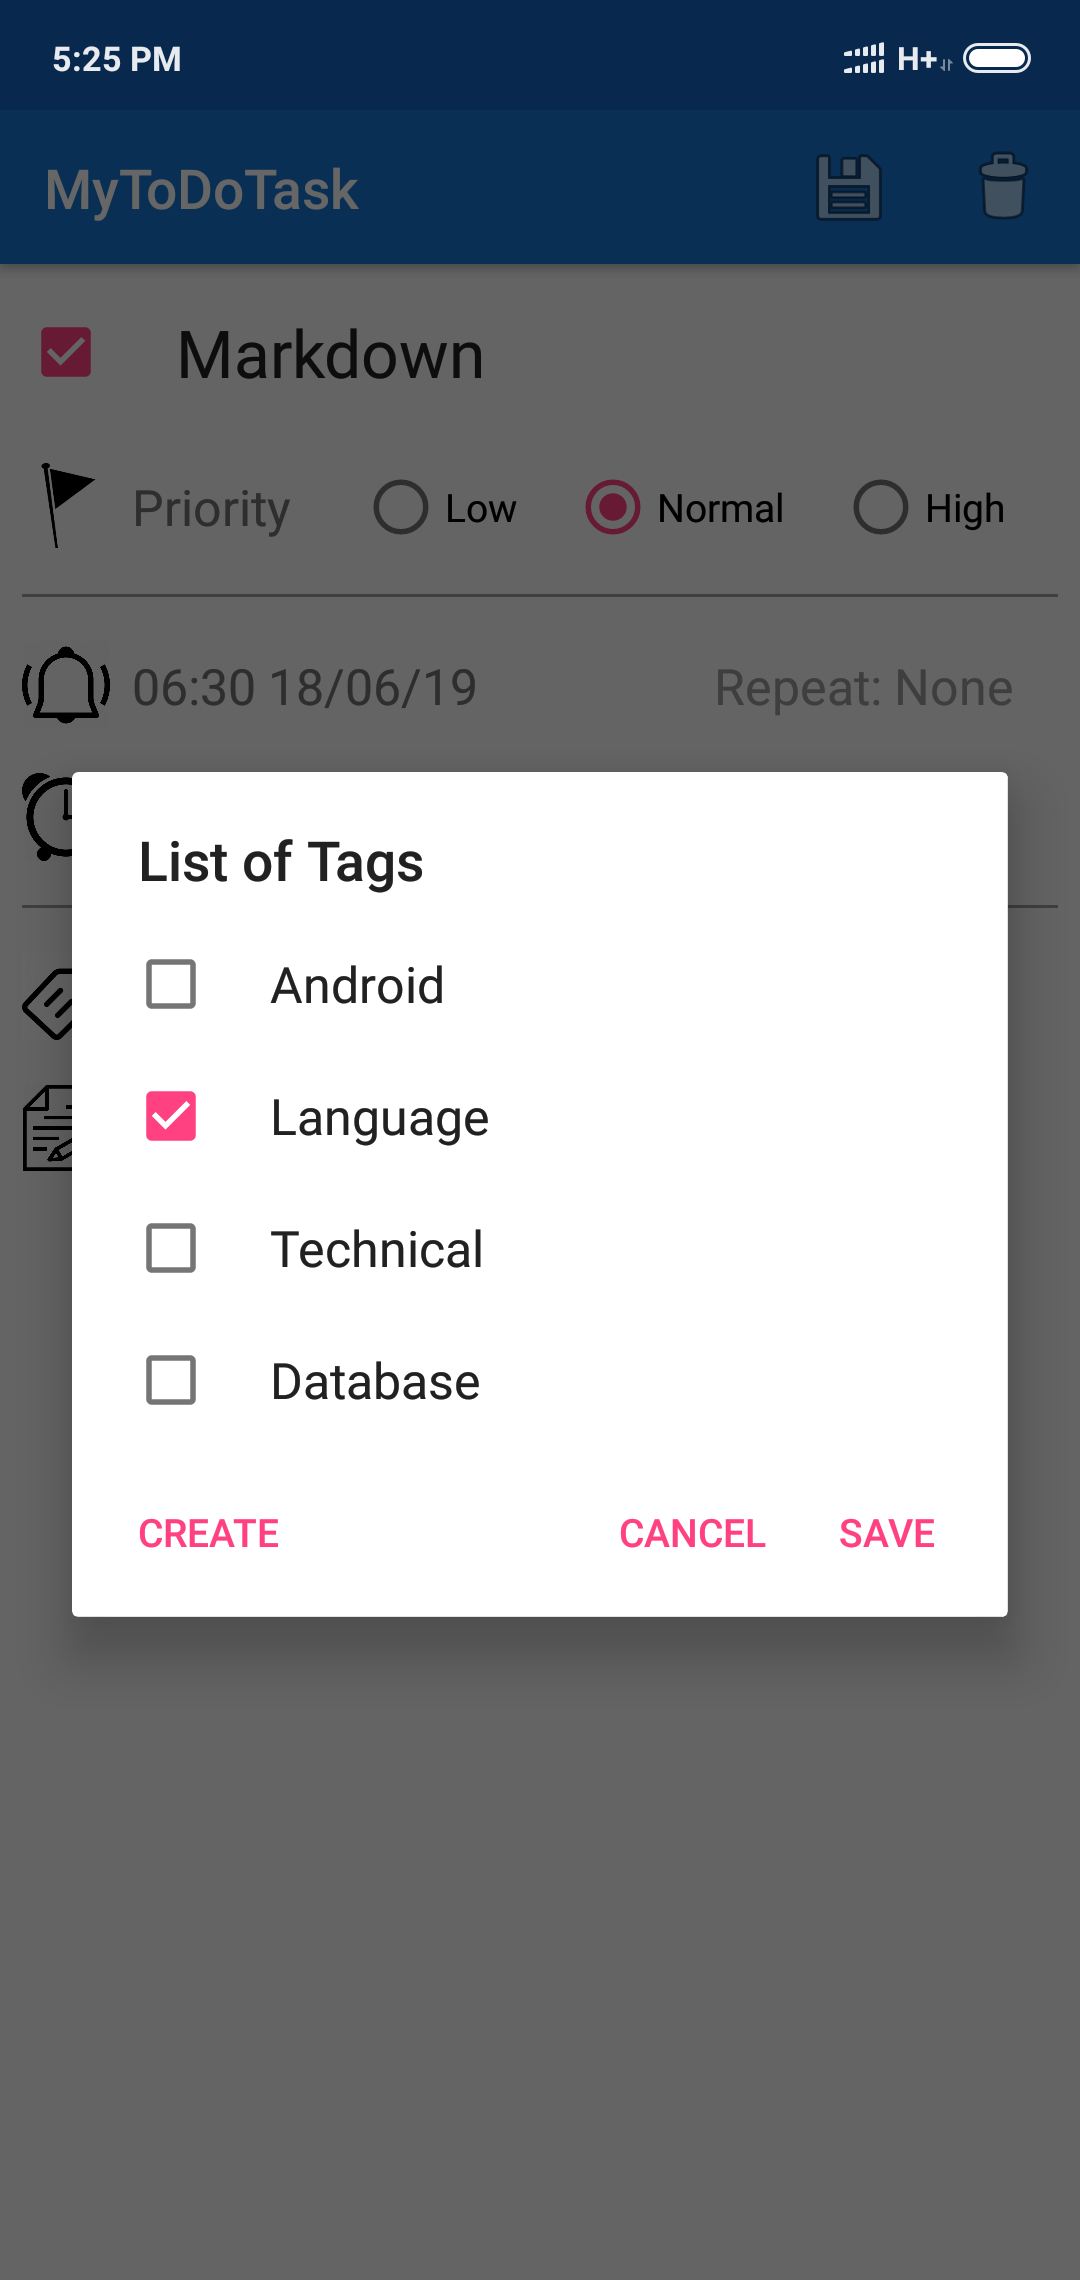 5:25 PM H+
MyToDoTask
Markdown
Priority Low Normal High
06:30 18/06/19 Repeat: None
List of Tags
Android
Language
Technical
Database
CREATE CANCEL SAVE